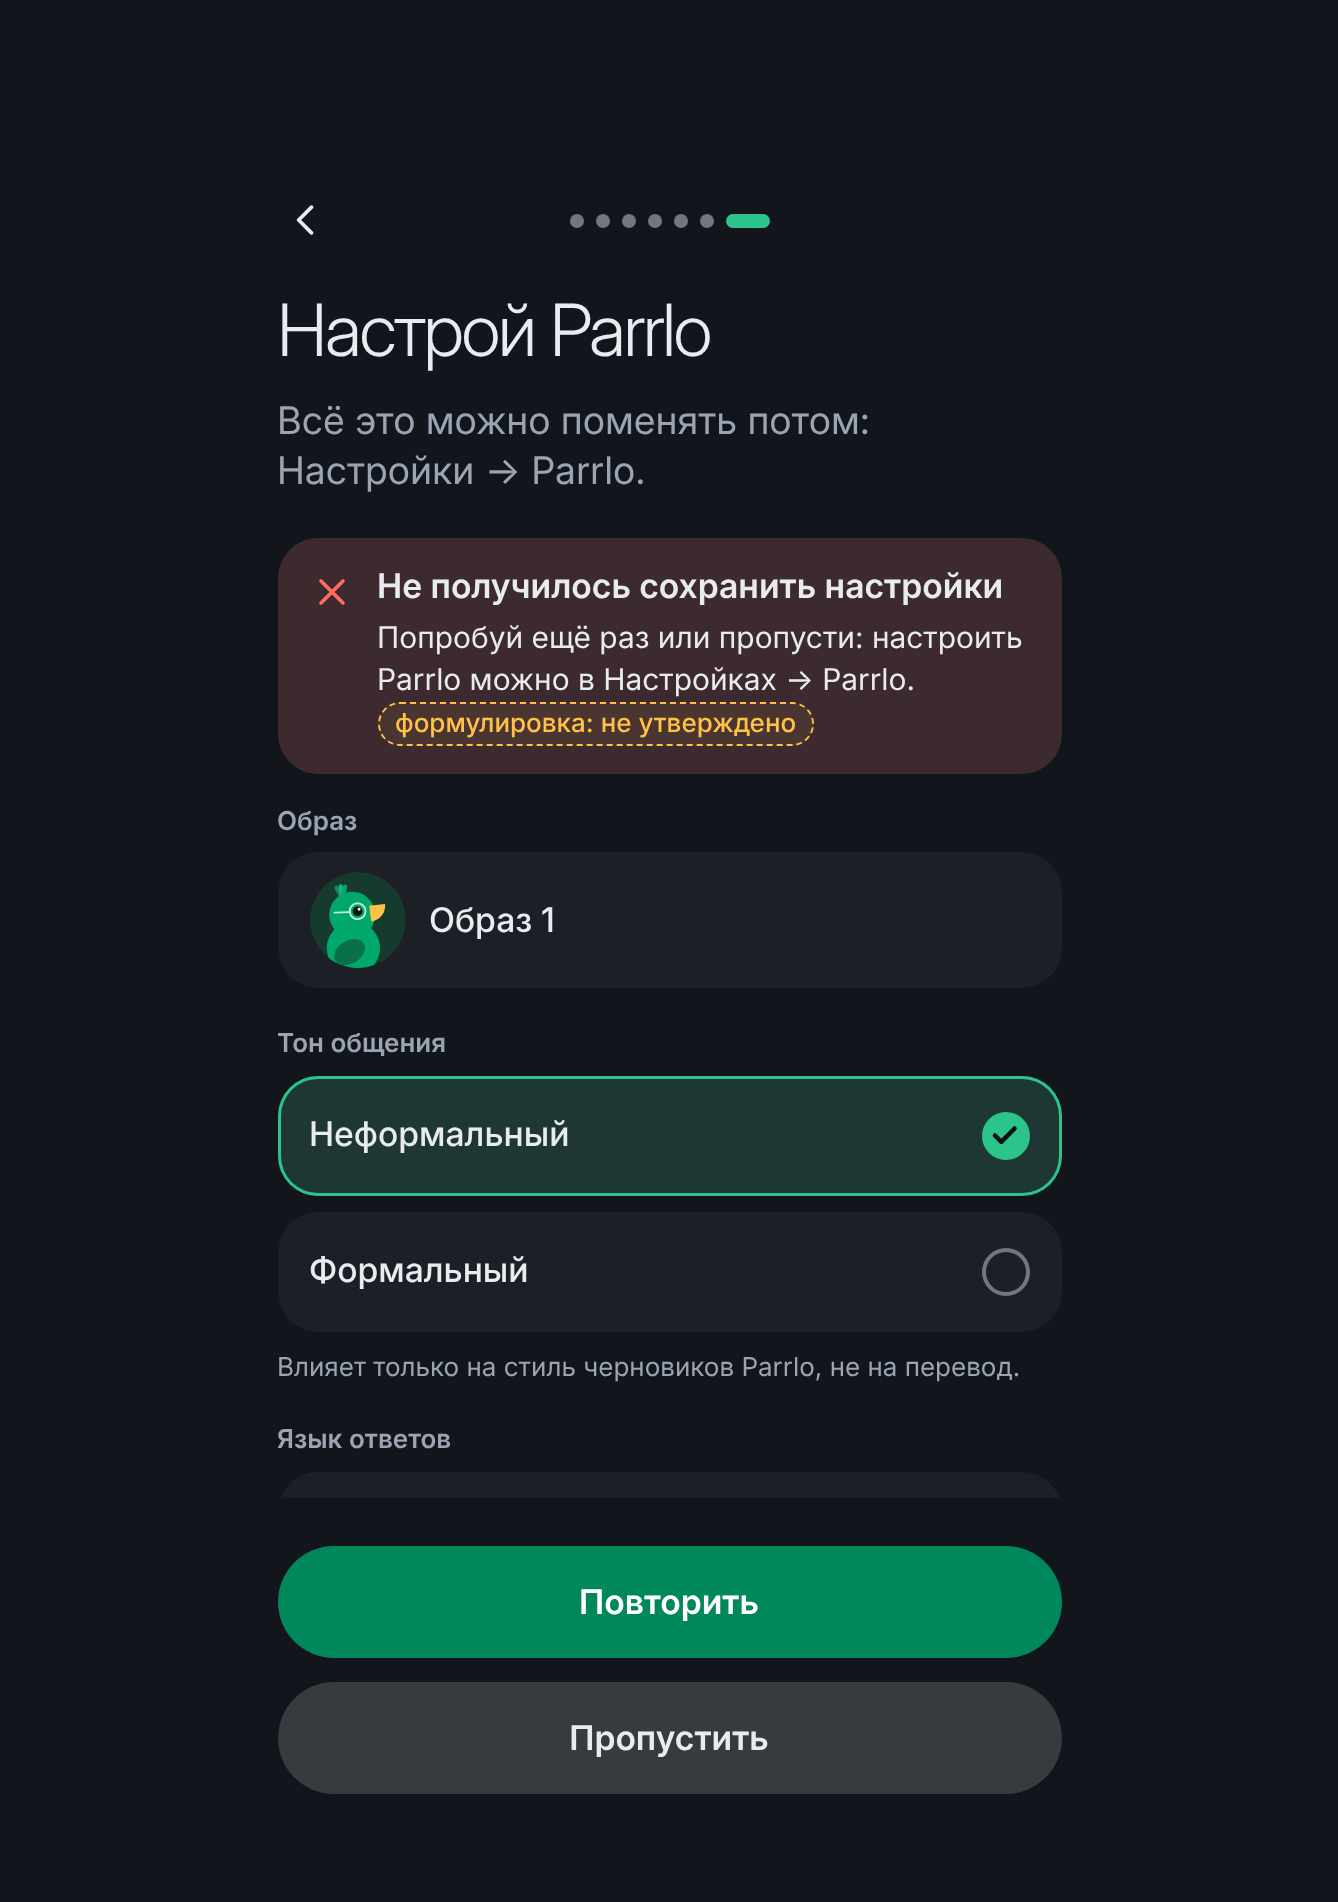 Настрой Parrlo
Всё это можно поменять потом:
Настройки → Parrlo.
Не получилось сохранить настройки
Попробуй ещё раз или пропусти: настроить
Parrlo можно в Настройках → Parrlo.
формулировка: не утверждено
Образ
Образ 1
Тон общения
Неформальный
Формальный
Влияет только на стиль черновиков Parrlo, не на перевод.
Язык ответов
Повторить
Пропустить